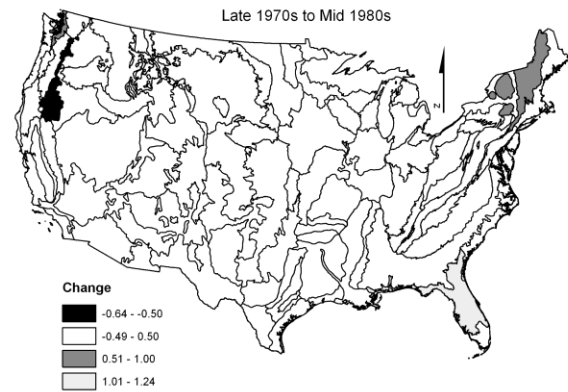 Late 1970s to Mid 1980s
N
Change
-0.64 - -0.50
-0.49 - 0.50
0.51 - 1.00
1.01 - 1.24